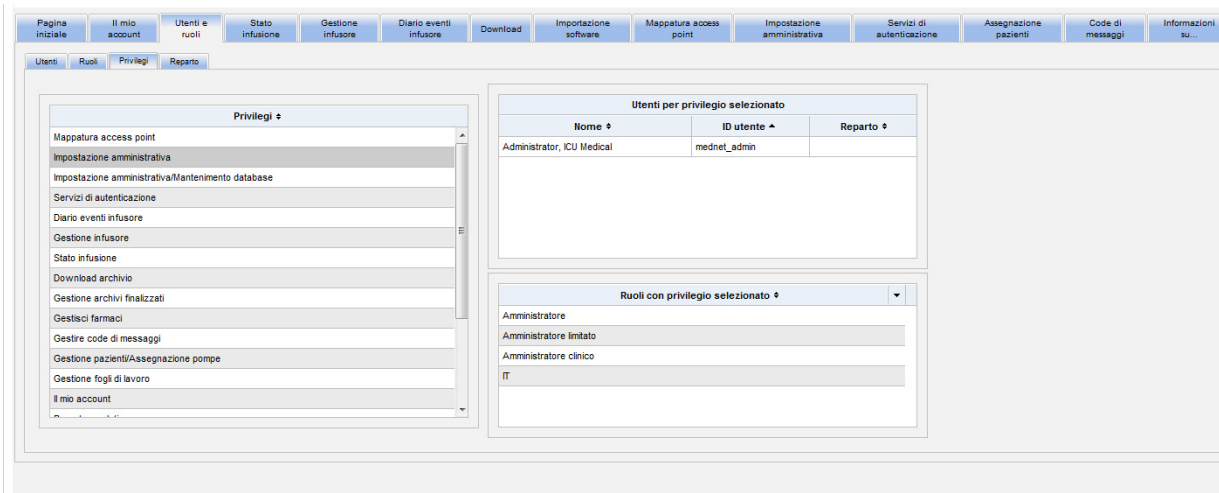 Pagina iniziale
Il mio account
Utenti e ruoli
Stato infusione
Gestione infusore
Diario eventi infusore
Download
Importazione software
Mappatura access point
Impostazione amministrativa
Servizi di autenticazione
Assegnazione pazienti
Code di messaggi
Informazioni su...
Utenti Ruoli Privilegi Reparto
Privilegi
Mappatura access point
Impostazione amministrativa
Impostazione amministrativa/Mantenimento database
Servizi di autenticazione
Diario eventi infusore
Gestione infusore
Stato infusione
Download archivio
Gestione archivi finalizzati
Gestisci farmaci
Gestire code di messaggi
Gestione pazienti/Assegnazione pompe
Gestione fogli di lavoro
Il mio account
Utenti per privilegio selezionato
Nome ID utente Reparto
Administrator, ICU Medical mednet_admin
Ruoli con privilegio selezionato
Amministratore
Amministratore limitato
Amministratore clinico
IT